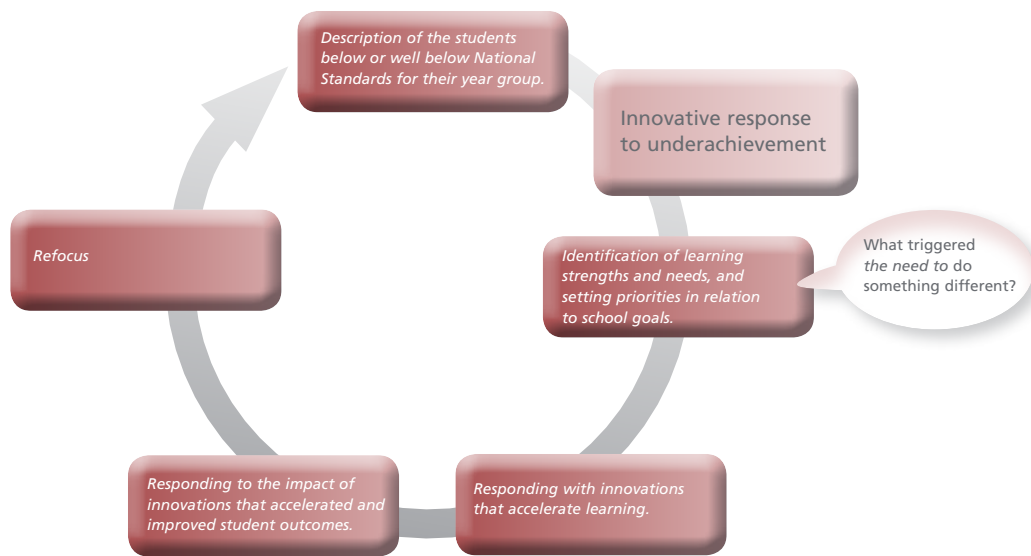 Description of the students
below or well below National
Standards for their year group.
Innovative response
to underachievement
Identification of learning
strengths and needs, and
setting priorities in relation
to school goals.
What triggered
the need to do
something different?
Responding with innovations
that accelerate learning.
Responding to the impact of
innovations that accelerated and
improved student outcomes.
Refocus